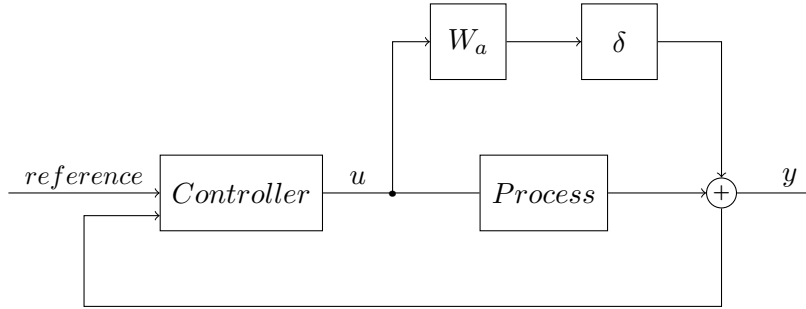 W_a δ
reference Controller u Process + y